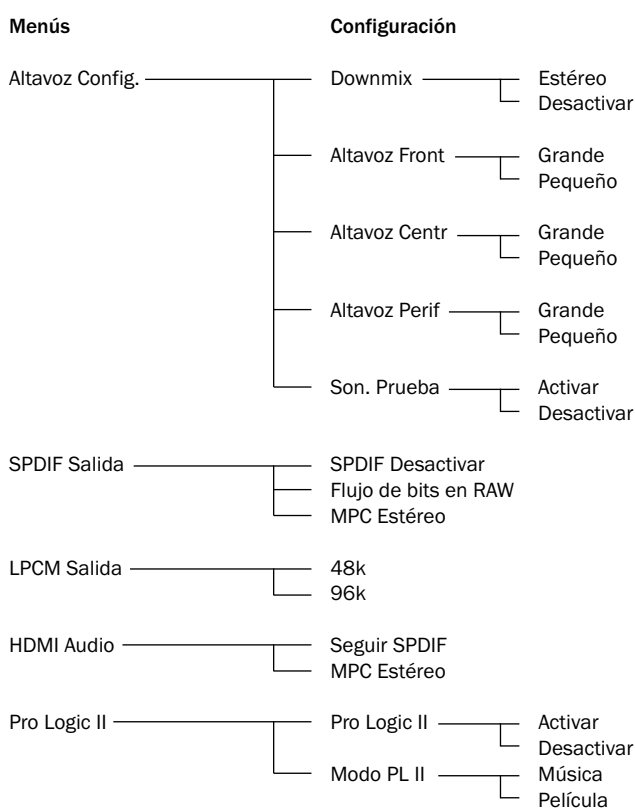 Menús Configuración
Altavoz Config. Downmix Estéreo
Desactivar
Altavoz Front Grande
Pequeño
Altavoz Centr Grande
Pequeño
Altavoz Perif Grande
Pequeño
Son. Prueba Activar
Desactivar
SPDIF Salida SPDIF Desactivar
Flujo de bits en RAW
MPC Estéreo
LPCM Salida 48k
96k
HDMI Audio Seguir SPDIF
MPC Estéreo
Pro Logic II Pro Logic II Activar
Desactivar
Modo PL II Música
Película